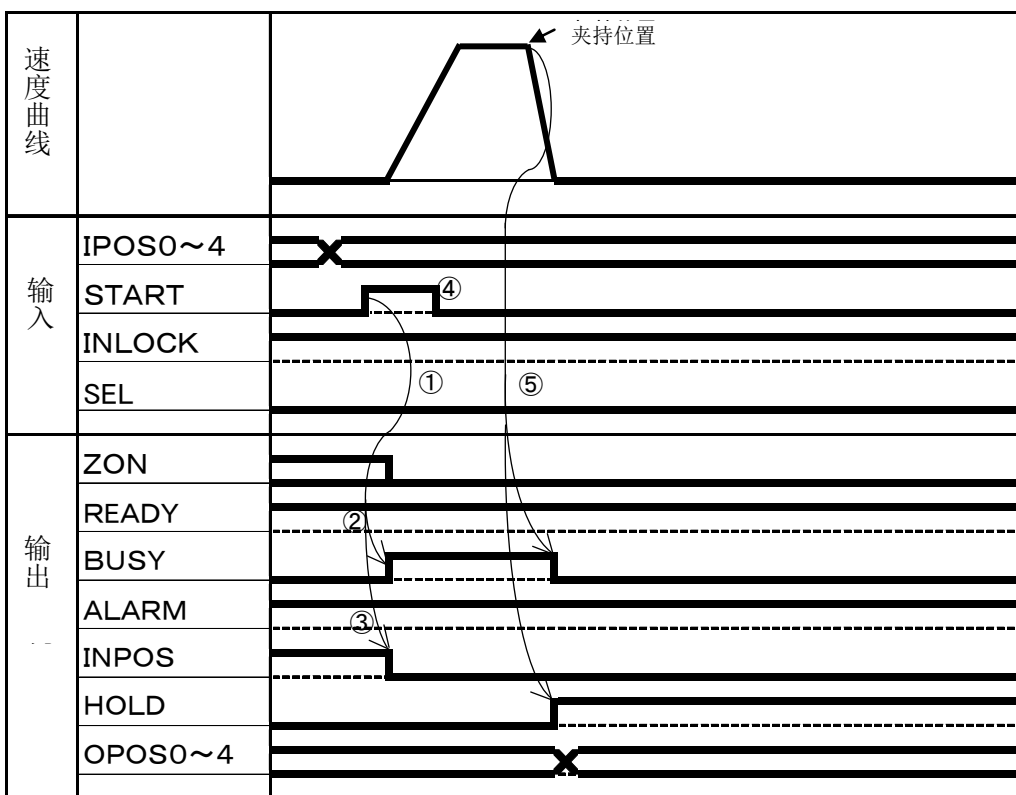 夹持位置
速度曲线
输入
IPOS0～4
START
④
INLOCK
①
⑤
SEL
输出
ZON
READY
②
BUSY
ALARM
③
INPOS
HOLD
OPOS0～4